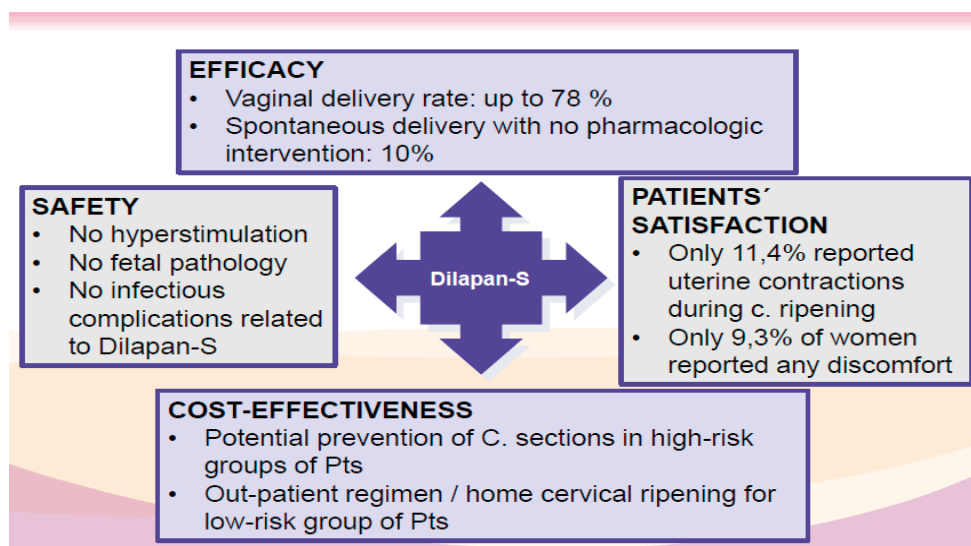 EFFICACY
• Vaginal delivery rate: up to 78 %
• Spontaneous delivery with no pharmacologic
intervention: 10%
SAFETY
• No hyperstimulation
• No fetal pathology
• No infectious
complications related
to Dilapan-S
Dilapan-S
PATIENTS´
SATISFACTION
• Only 11,4% reported
uterine contractions
during c. ripening
• Only 9,3% of women
reported any discomfort
COST-EFFECTIVENESS
• Potential prevention of C. sections in high-risk
groups of Pts
• Out-patient regimen / home cervical ripening for
low-risk group of Pts